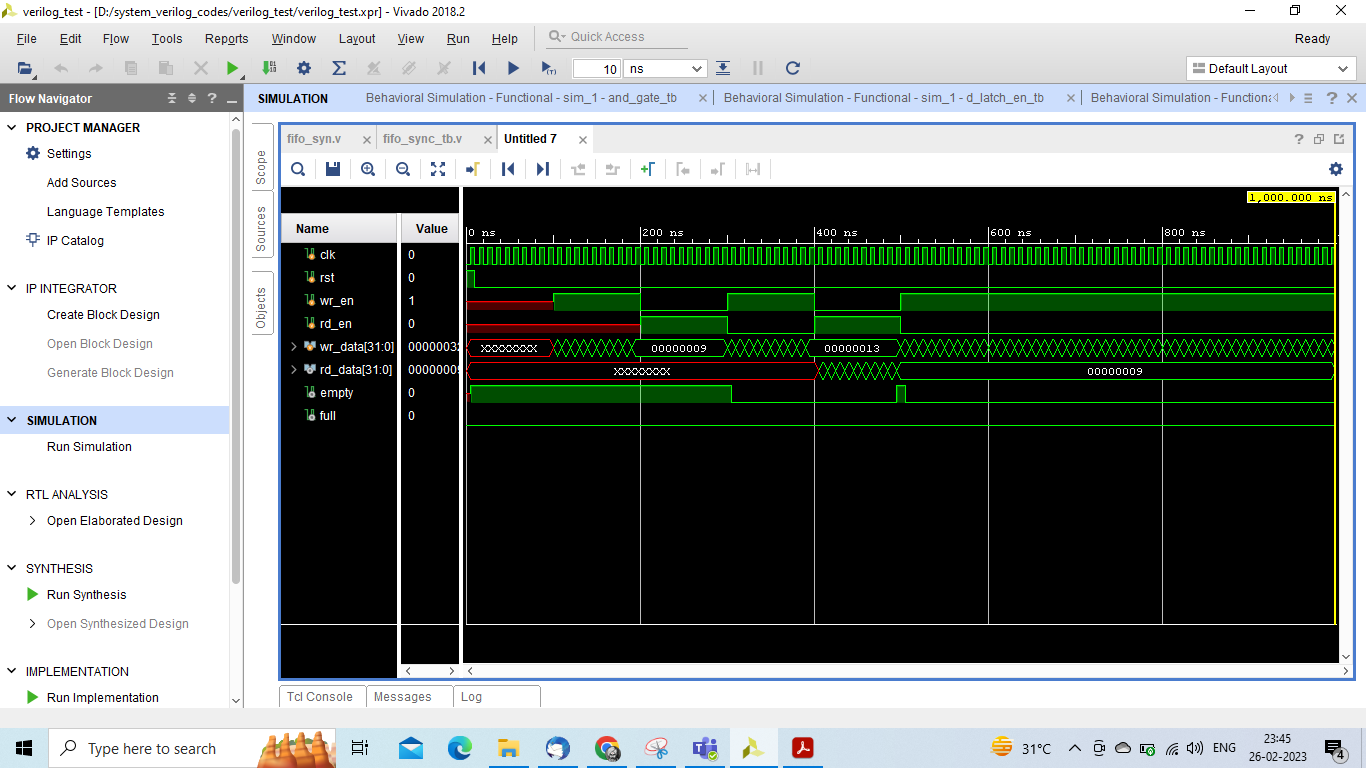 verilog_test - [D:/system_verilog_codes/verilog_test/verilog_test.xpr] - Vivado 2018.2
File Edit Flow Tools Reports Window Layout View Run Help Quick Access Ready
10 ns Default Layout
Flow Navigator
SIMULATION Behavioral Simulation - Functional - sim_1 - and_gate_tb Behavioral Simulation - Functional - sim_1 - d_latch_en_tb Behavioral Simulation - Functiona
PROJECT MANAGER
Settings
Add Sources
Language Templates
IP Catalog
IP INTEGRATOR
Create Block Design
Open Block Design
Generate Block Design
SIMULATION
Run Simulation
RTL ANALYSIS
Open Elaborated Design
SYNTHESIS
Run Synthesis
Open Synthesized Design
IMPLEMENTATION
Run Implementation
Scope
Sources
Objects
fifo_syn.v fifo_sync_tb.v Untitled 7
1,000.000 ns
Name Value 0 ns 200 ns 400 ns 600 ns 800 ns
clk 0
rst 0
wr_en 1
rd_en 0
wr_data[31:0] 00000032 XXXXXXXX 00000009 00000013
rd_data[31:0] 00000009 XXXXXXXX 00000009
empty 0
full 0
Tcl Console Messages Log
Type here to search
31°C ENG 23:45
26-02-2023
4